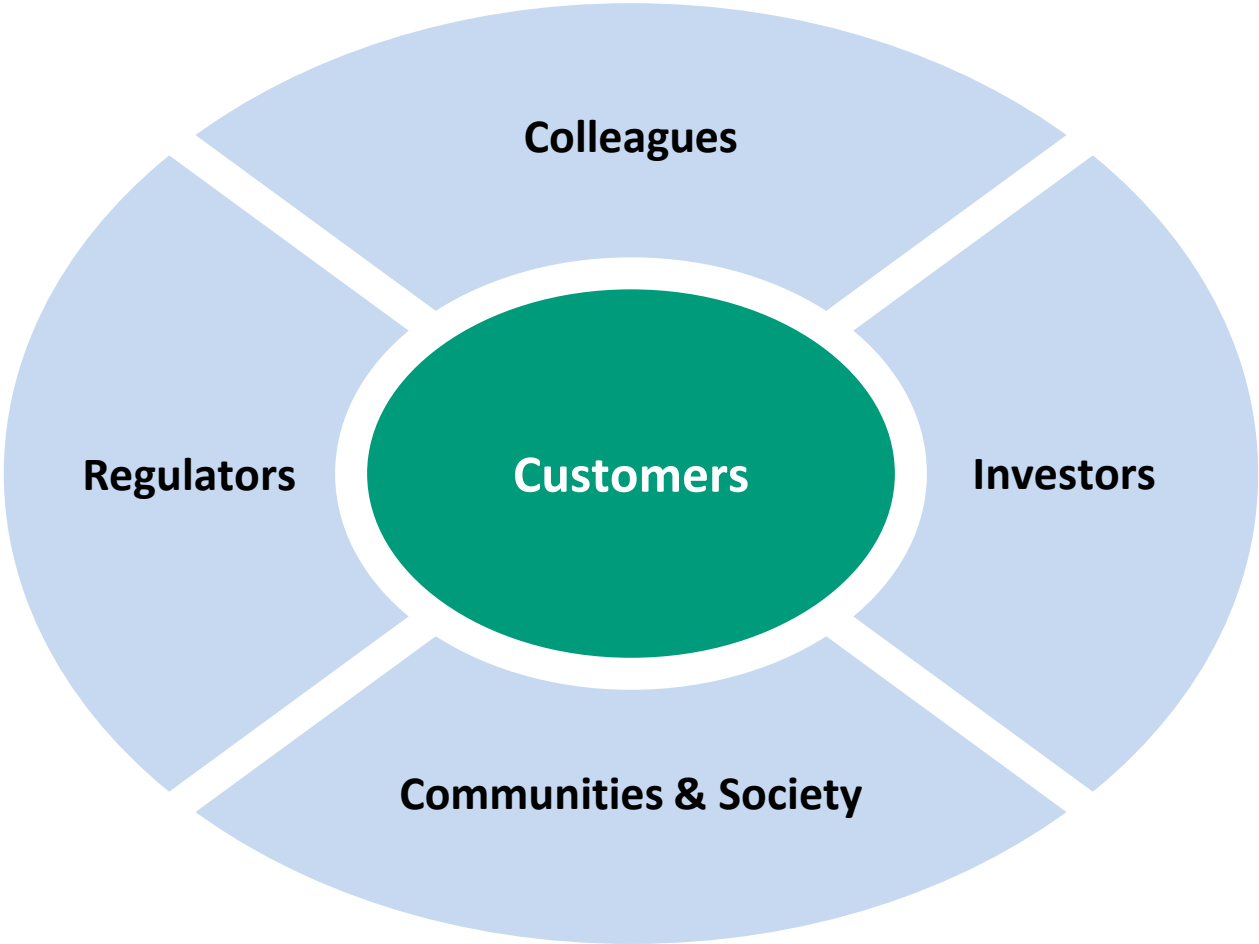 Colleagues
Regulators
Customers
Investors
Communities & Society